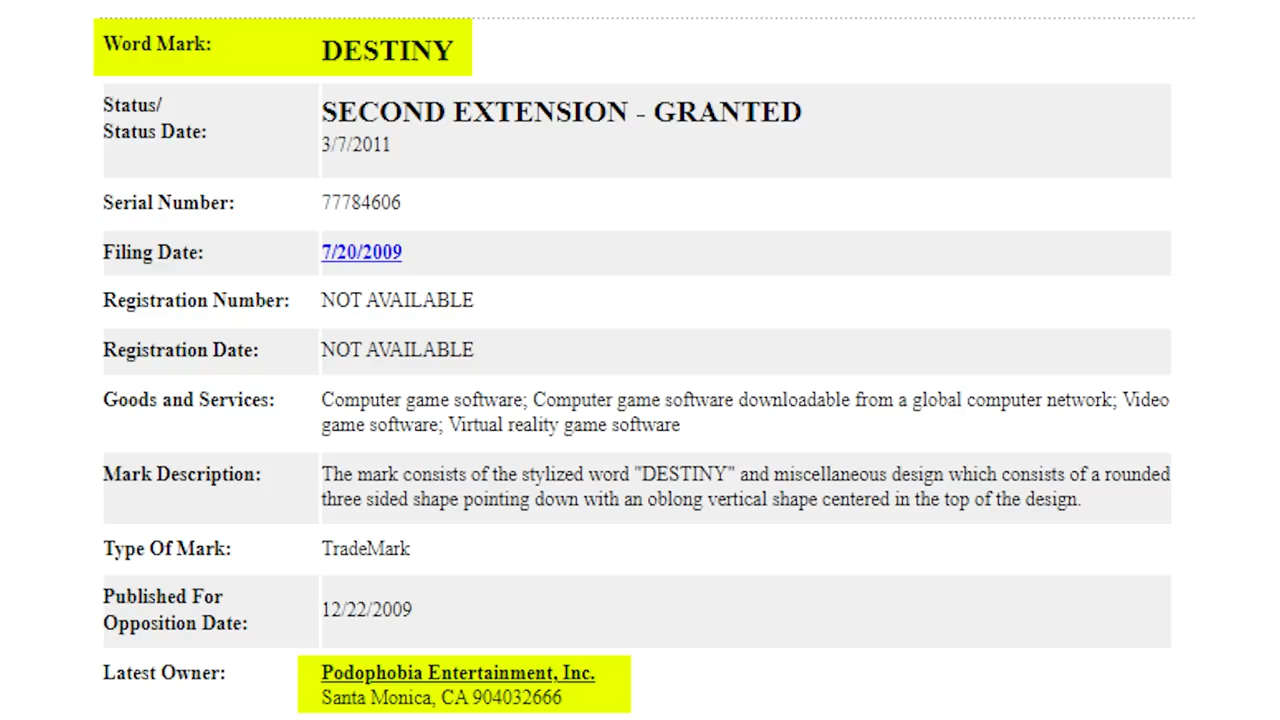 Word Mark: DESTINY
Status/
Status Date:
SECOND EXTENSION - GRANTED
3/7/2011
Serial Number: 77784606
Filing Date: 7/20/2009
Registration Number: NOT AVAILABLE
Registration Date: NOT AVAILABLE
Goods and Services: Computer game software; Computer game software downloadable from a global computer network; Video
game software; Virtual reality game software
Mark Description: The mark consists of the stylized word "DESTINY" and miscellaneous design which consists of a rounded
three sided shape pointing down with an oblong vertical shape centered in the top of the design.
Type Of Mark: TradeMark
Published For
Opposition Date:
12/22/2009
Latest Owner: Podophobia Entertainment, Inc.
Santa Monica, CA 904032666